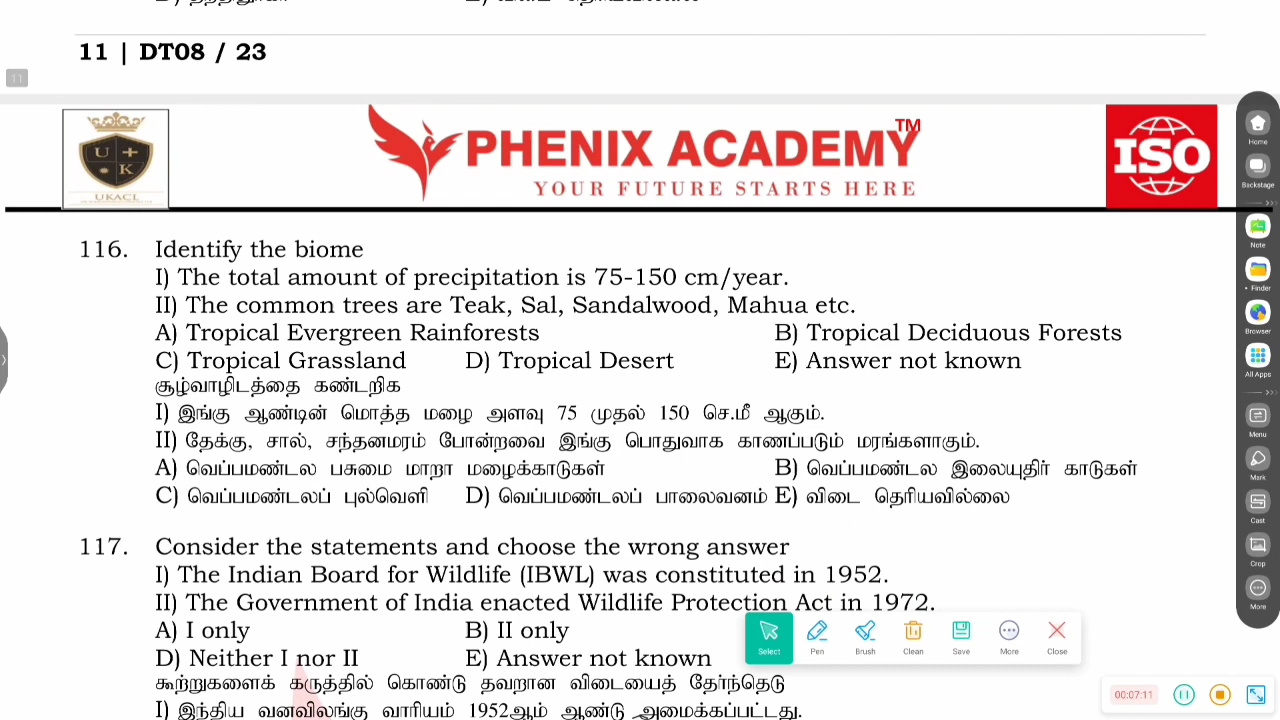 11 | DT08 / 23
11
U + K
UKACL
PHENIX ACADEMY™
YOUR FUTURE STARTS HERE
ISO
116. Identify the biome
I) The total amount of precipitation is 75-150 cm/year.
II) The common trees are Teak, Sal, Sandalwood, Mahua etc.
A) Tropical Evergreen Rainforests B) Tropical Deciduous Forests
C) Tropical Grassland D) Tropical Desert E) Answer not known
சூழ்வாழிடத்தை கண்டறிக
I) இங்கு ஆண்டின் மொத்த மழை அளவு 75 முதல் 150 செ.மீ ஆகும்.
II) தேக்கு, சால், சந்தனமரம் போன்றவை இங்கு பொதுவாக காணப்படும் மரங்களாகும்.
A) வெப்பமண்டல பசுமை மாறா மழைக்காடுகள் B) வெப்பமண்டல இலையுதிர் காடுகள்
C) வெப்பமண்டலப் புல்வெளி D) வெப்பமண்டலப் பாலைவனம் E) விடை தெரியவில்லை
117. Consider the statements and choose the wrong answer
I) The Indian Board for Wildlife (IBWL) was constituted in 1952.
II) The Government of India enacted Wildlife Protection Act in 1972.
A) I only B) II only
D) Neither I nor II E) Answer not known
கூற்றுகளைக் கருத்தில் கொண்டு தவறான விடையைத் தேர்ந்தெடு
I) இந்திய வனவிலங்கு வாரியம் 1952ஆம் ஆண்டு அமைக்கப்பட்டது.
Select Pen Brush Clean Save More Close
00:07:11
Home
Backstage
Note
Finder
Browser
All Apps
Menu
Mark
Cast
Crop
More